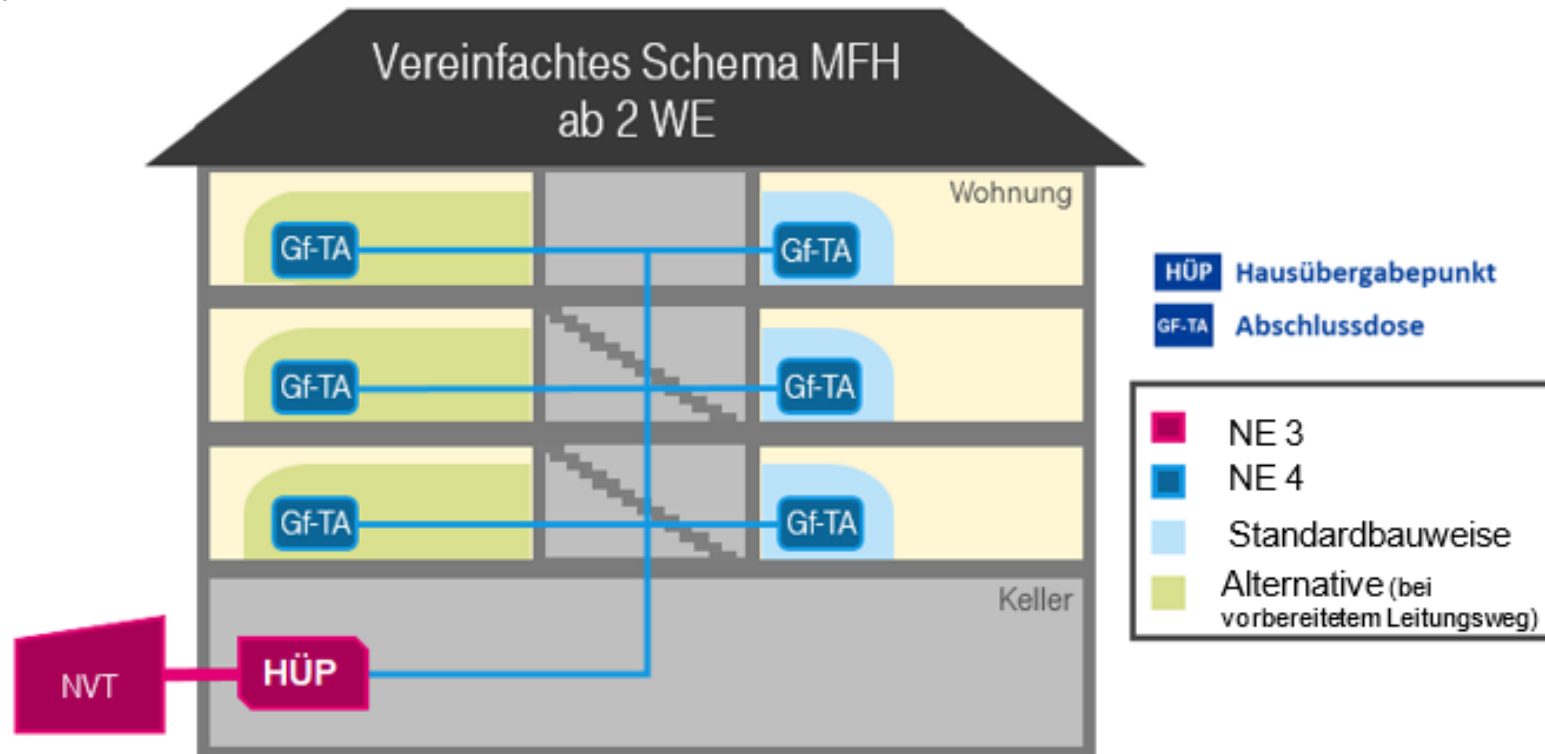 Vereinfachtes Schema MFH
ab 2 WE
Wohnung
Gf-TA
Gf-TA
Gf-TA
Gf-TA
Gf-TA
Gf-TA
Keller
NVT
HÜP
HÜP Hausübergabepunkt
GF-TA Abschlussdose
NE 3
NE 4
Standardbauweise
Alternative (bei
vorbereitetem Leitungsweg)